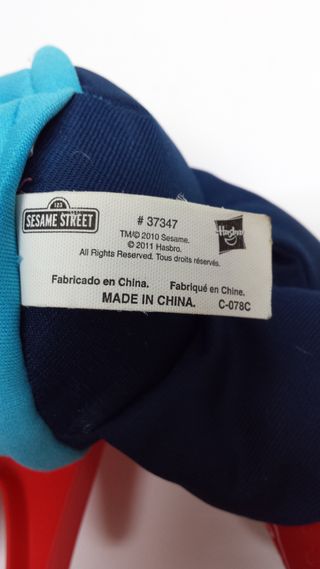 123
SESAME STREET
# 37347
TM/© 2010 Sesame.
© 2011 Hasbro.
All Rights Reserved. Tous droits réservés.
Hasbro
Fabricado en China. Fabriqué en Chine.
MADE IN CHINA. C-078C